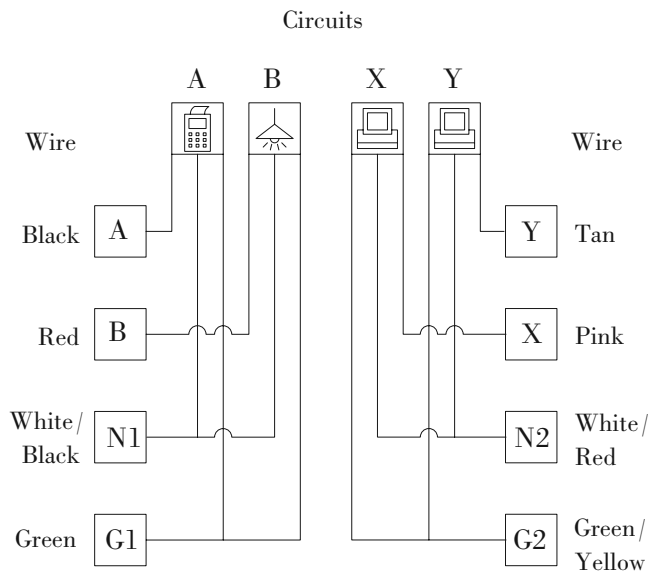 Circuits
A B X Y
Wire Wire
Black A Y Tan
Red B X Pink
White/
Black N1 N2 White/
Red
Green G1 G2 Green/
Yellow